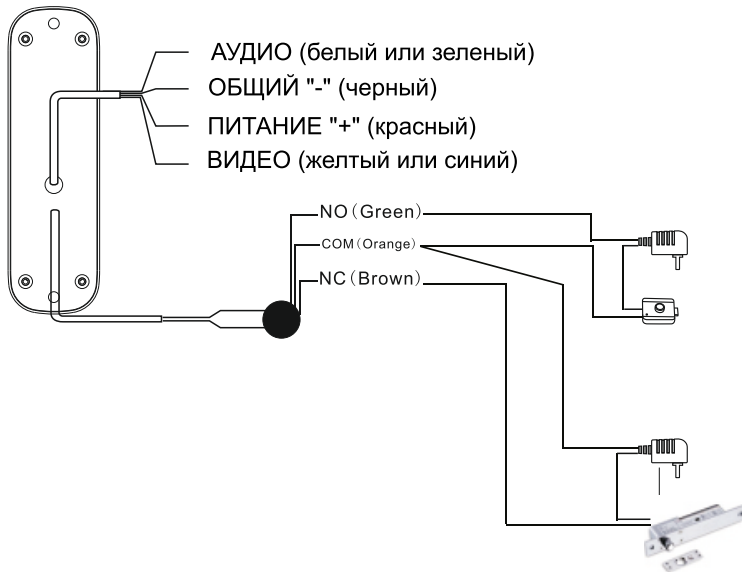 АУДИО (белый или зеленый)
ОБЩИЙ "-" (черный)
ПИТАНИЕ "+" (красный)
ВИДЕО (желтый или синий)
NO(Green)
COM(Orange)
NC(Brown)